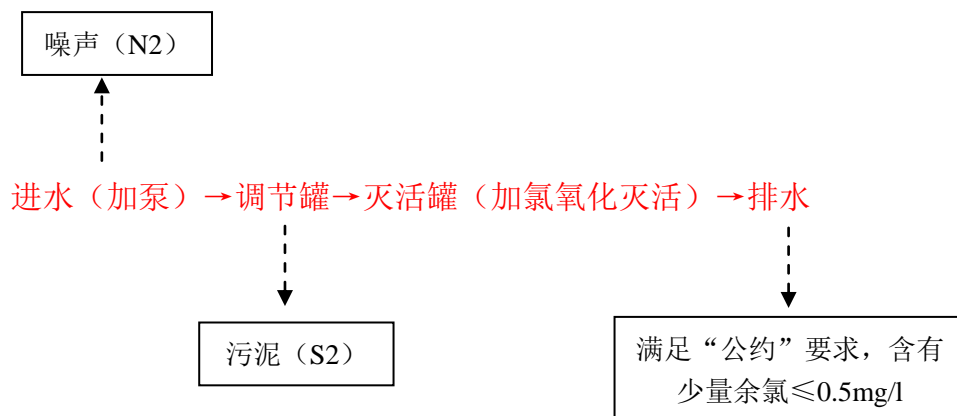 噪声（N2）
进水（加泵）→调节罐→灭活罐（加氯氧化灭活）→排水
污泥（S2）
满足“公约”要求，含有
少量余氯≤0.5mg/l